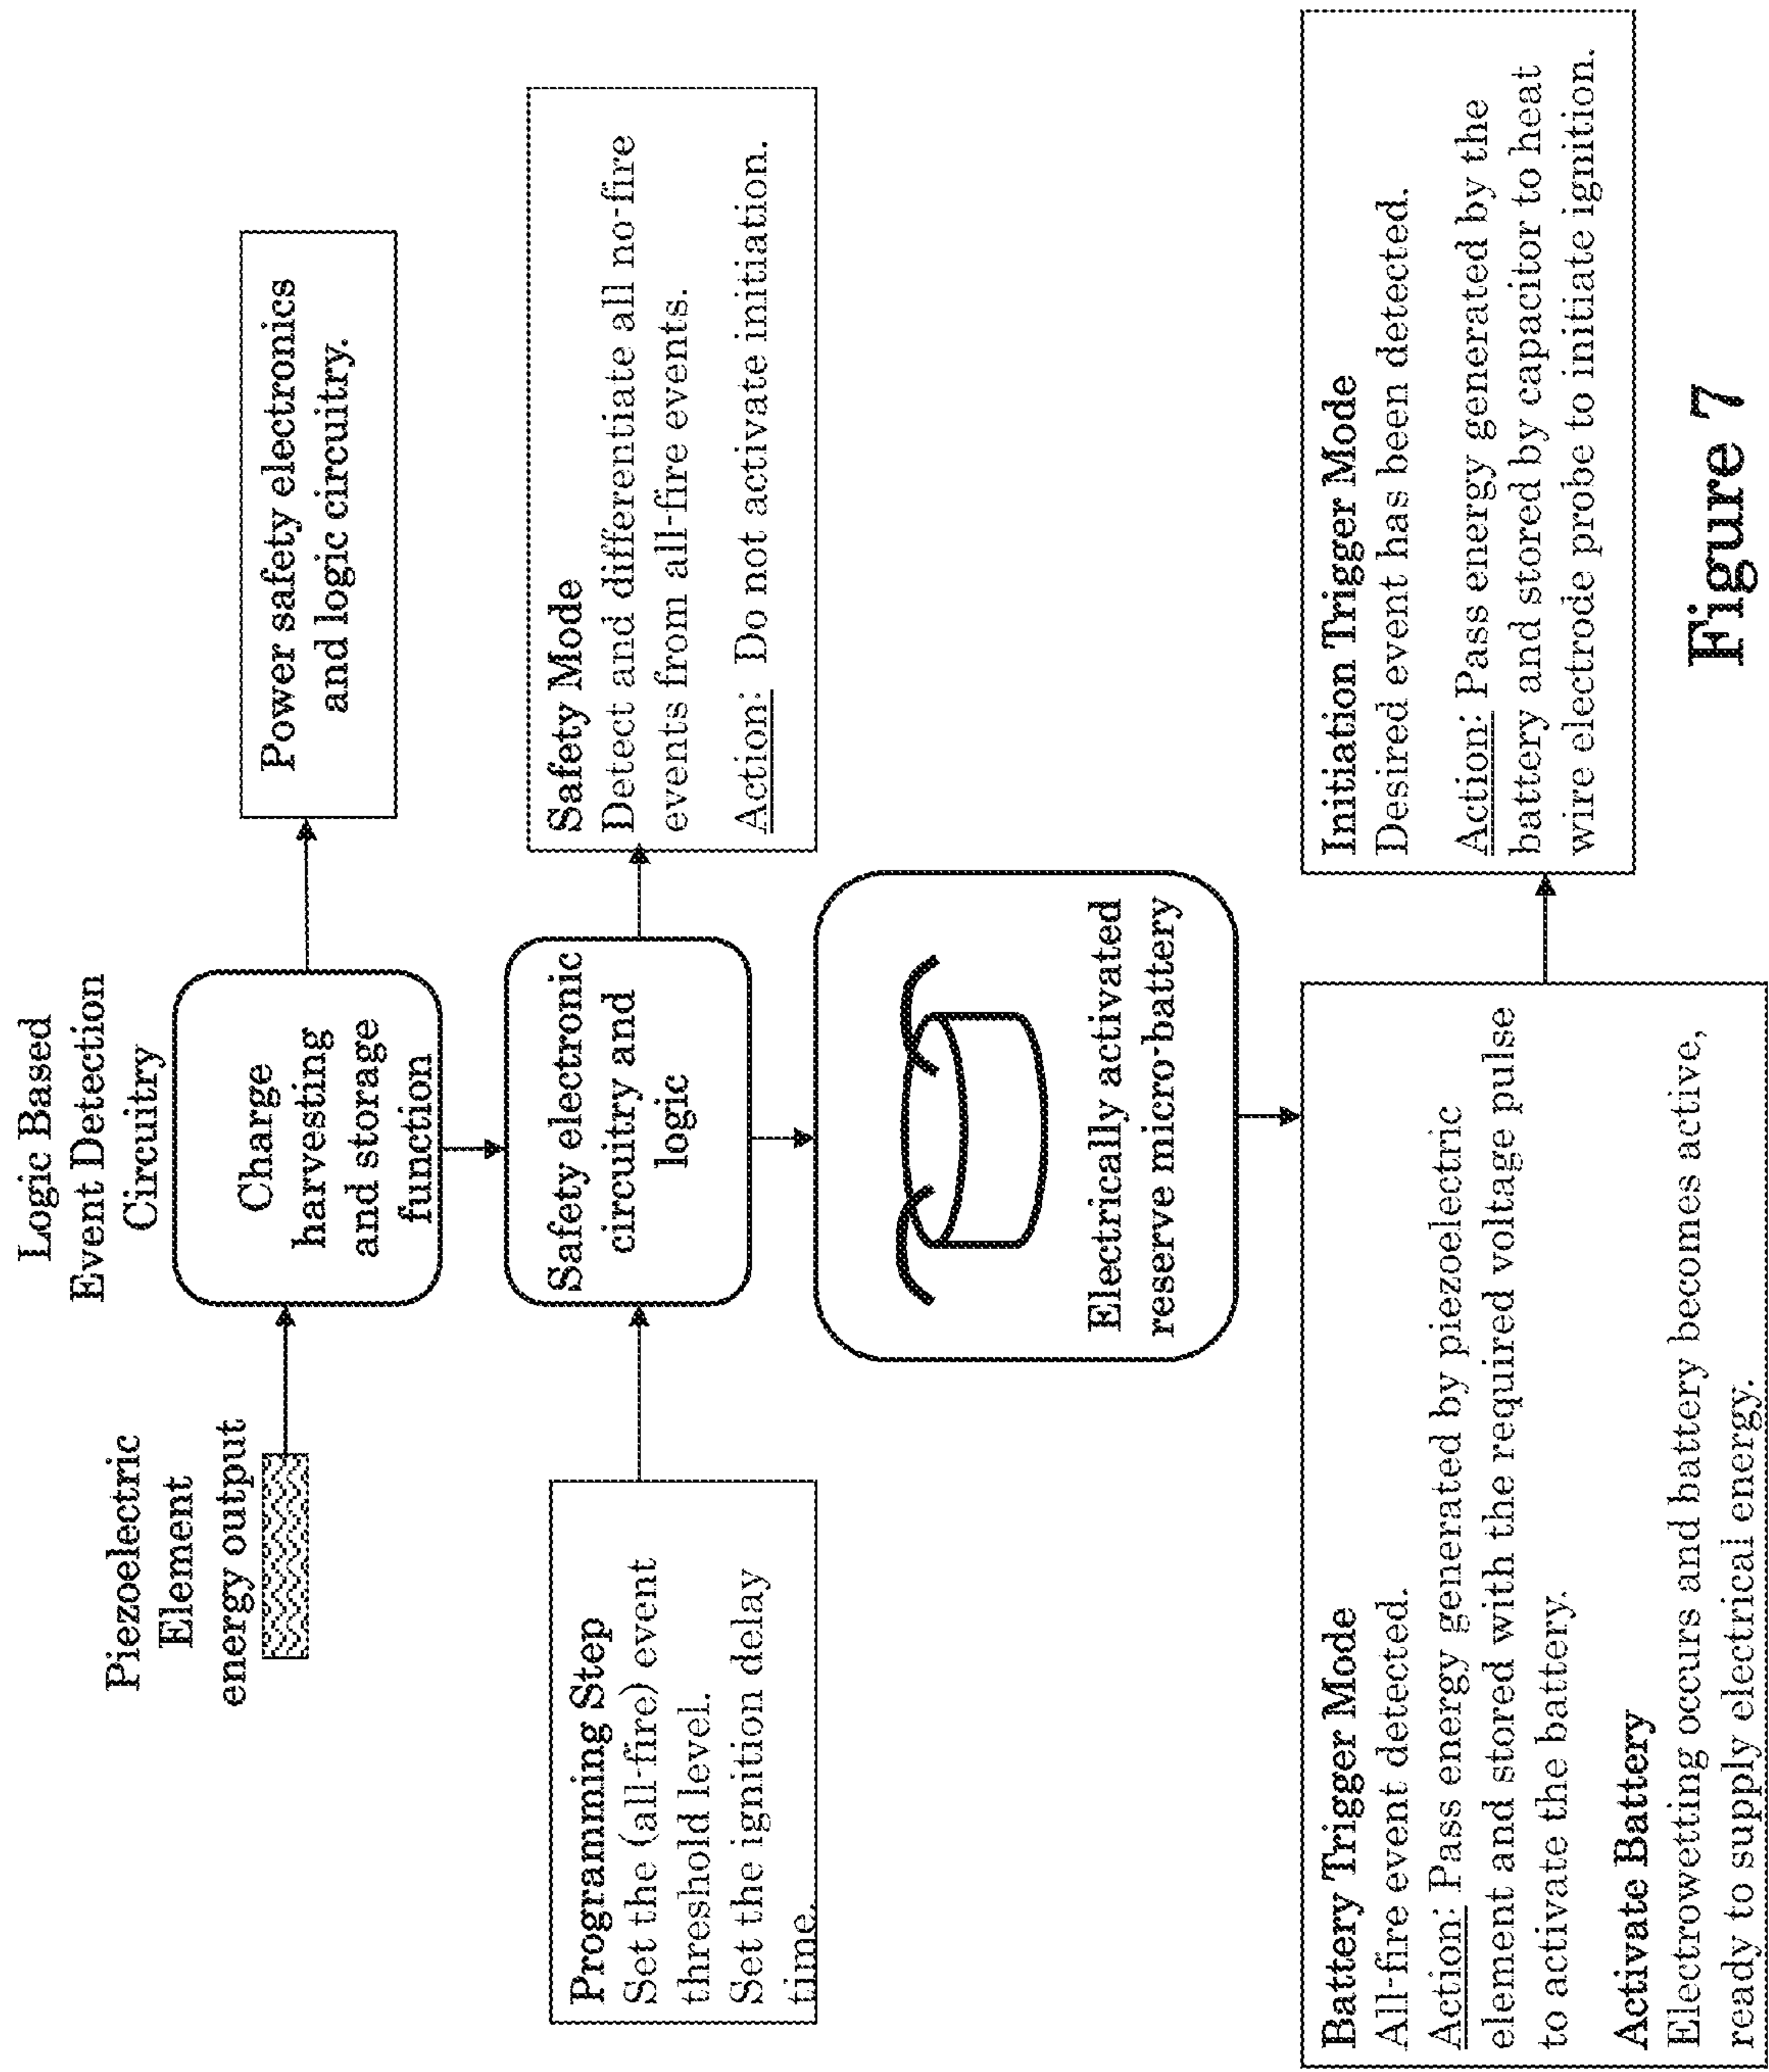 Logic Based
Event Detection
Circuitry
Piezoelectric
Element
energy output
Charge
harvesting
and storage
function
Power safety electronics
and logic circuitry.
Programming Step
Set the (all-fire) event
threshold level.
Set the ignition delay
time.
Safety electronic
circuitry and
logic
Safety Mode
Detect and differentiate all no-fire
events from all-fire events.
Action: Do not activate initiation.
Electrically activated
reserve micro-battery
Battery Trigger Mode
All-fire event detected.
Action: Pass energy generated by piezoelectric
element and stored with the required voltage pulse
to activate the battery.
Activate Battery
Electrowetting occurs and battery becomes active,
ready to supply electrical energy.
Initiation Trigger Mode
Desired event has been detected.
Action: Pass energy generated by the
battery and stored by capacitor to heat
wire electrode probe to initiate ignition.
Figure 7